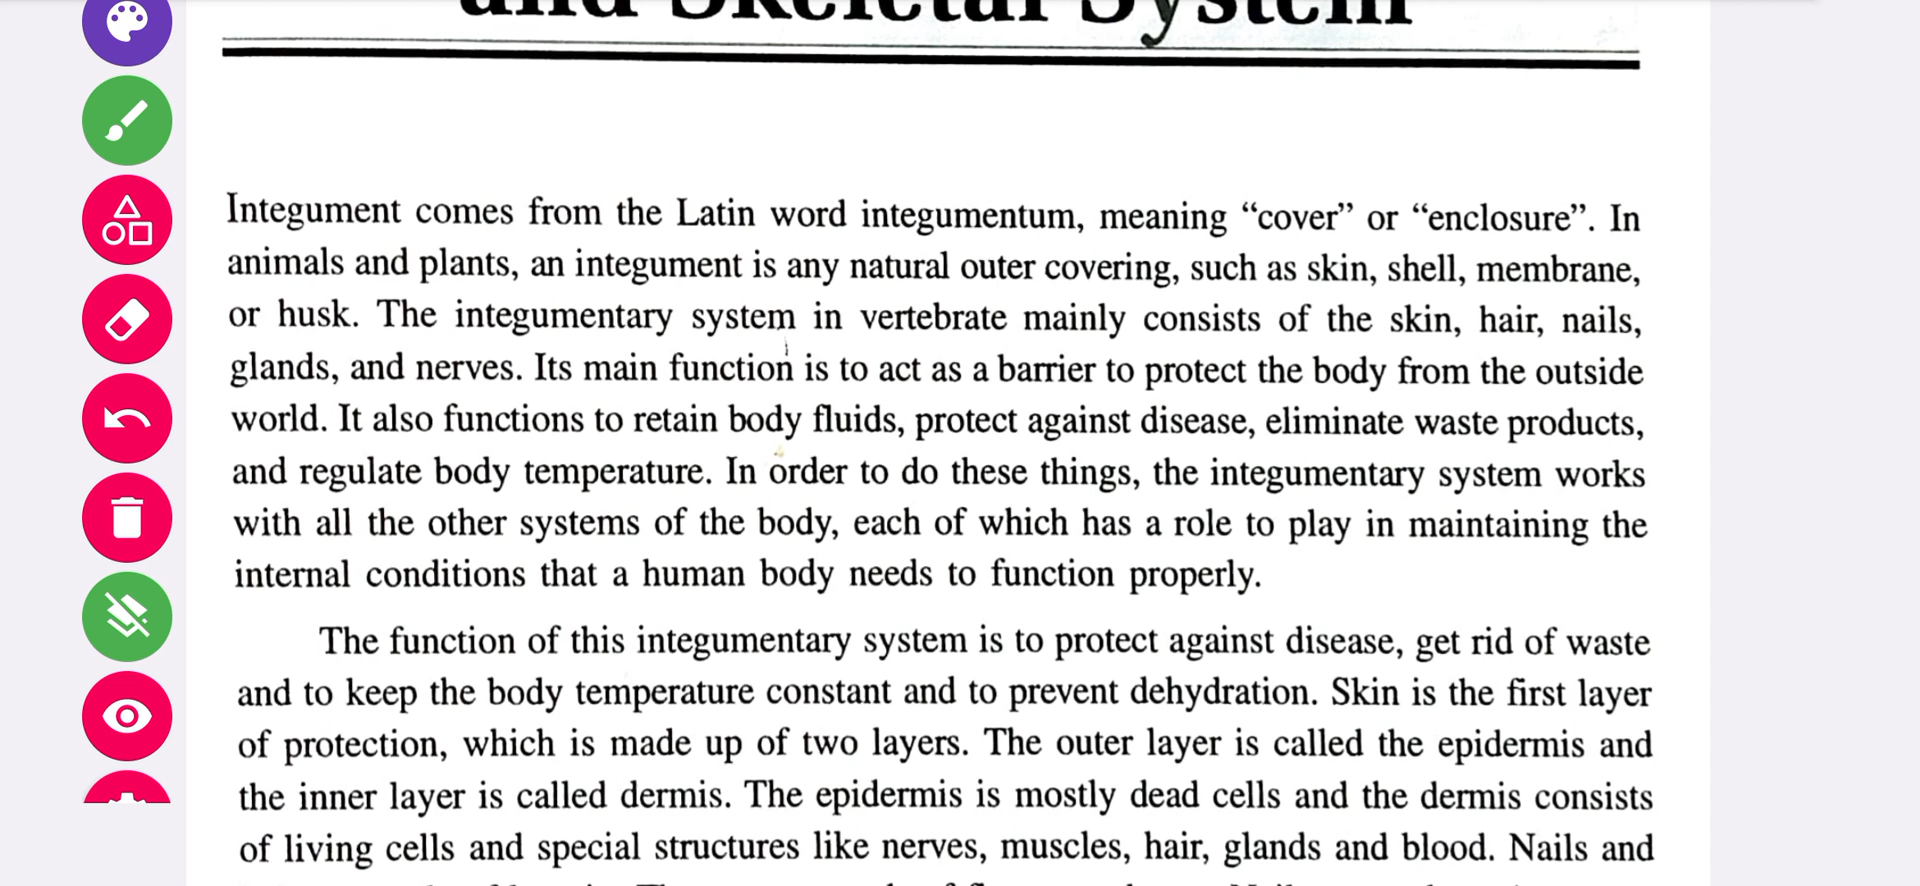 and Skeletal System
Integument comes from the Latin word integumentum, meaning “cover” or “enclosure”. In
animals and plants, an integument is any natural outer covering, such as skin, shell, membrane,
or husk. The integumentary system in vertebrate mainly consists of the skin, hair, nails,
glands, and nerves. Its main function is to act as a barrier to protect the body from the outside
world. It also functions to retain body fluids, protect against disease, eliminate waste products,
and regulate body temperature. In order to do these things, the integumentary system works
with all the other systems of the body, each of which has a role to play in maintaining the
internal conditions that a human body needs to function properly.
The function of this integumentary system is to protect against disease, get rid of waste
and to keep the body temperature constant and to prevent dehydration. Skin is the first layer
of protection, which is made up of two layers. The outer layer is called the epidermis and
the inner layer is called dermis. The epidermis is mostly dead cells and the dermis consists
of living cells and special structures like nerves, muscles, hair, glands and blood. Nails and